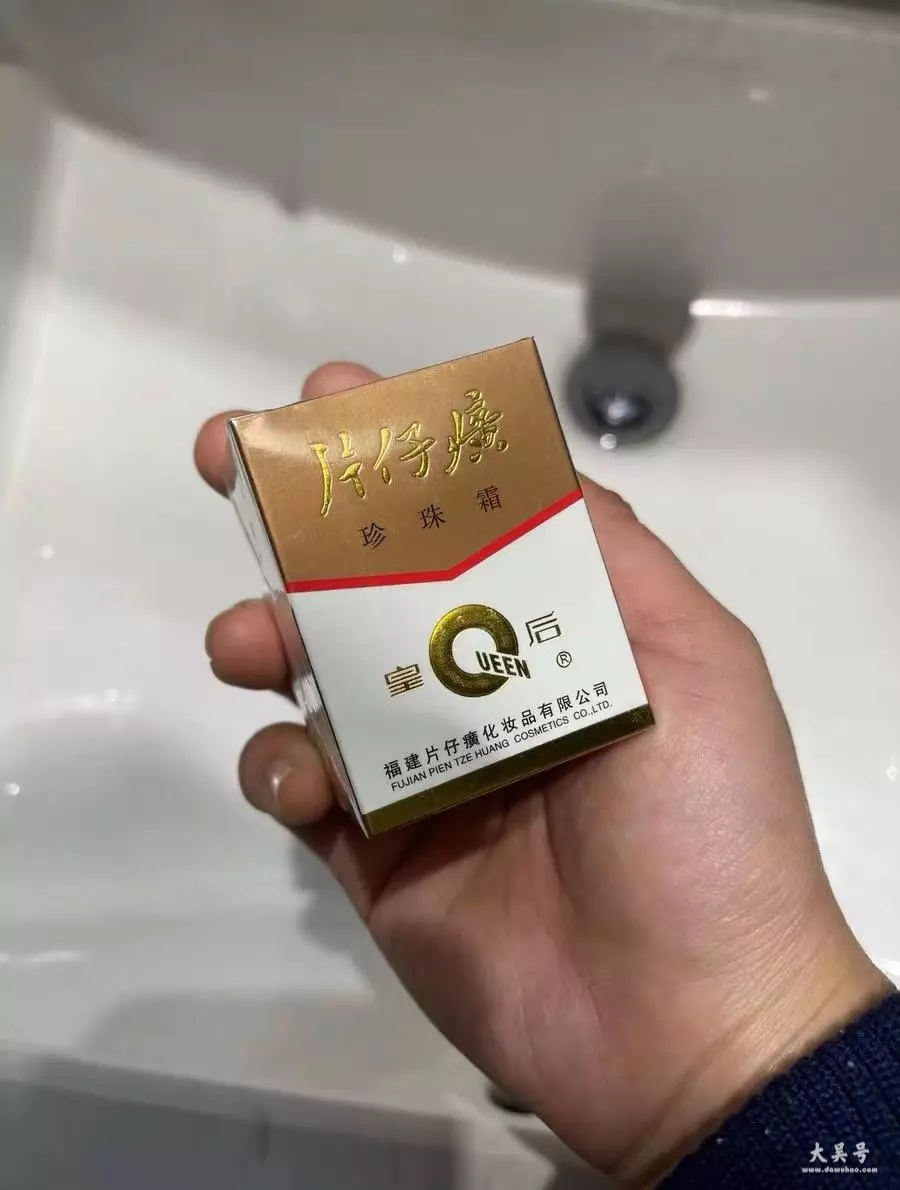 片仔癀
珍珠霜
皇 QUEEN 后 ®
福建片仔癀化妆品有限公司
FUJIAN PIEN TZE HUANG COSMETICS CO.,LTD.
大吴号
www.dawuhao.com